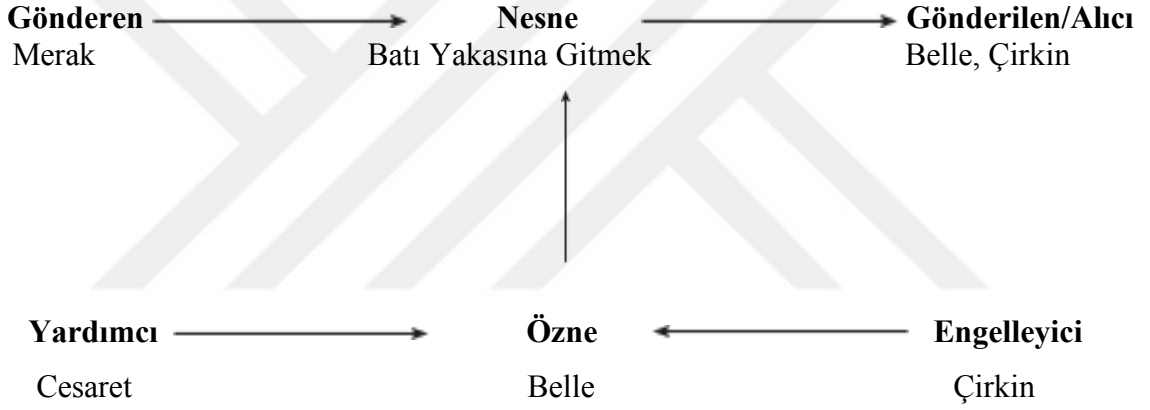 Gönderen Nesne Gönderilen/Alıcı
Merak Batı Yakasına Gitmek Belle, Çirkin
Yardımcı Özne Engelleyici
Cesaret Belle Çirkin